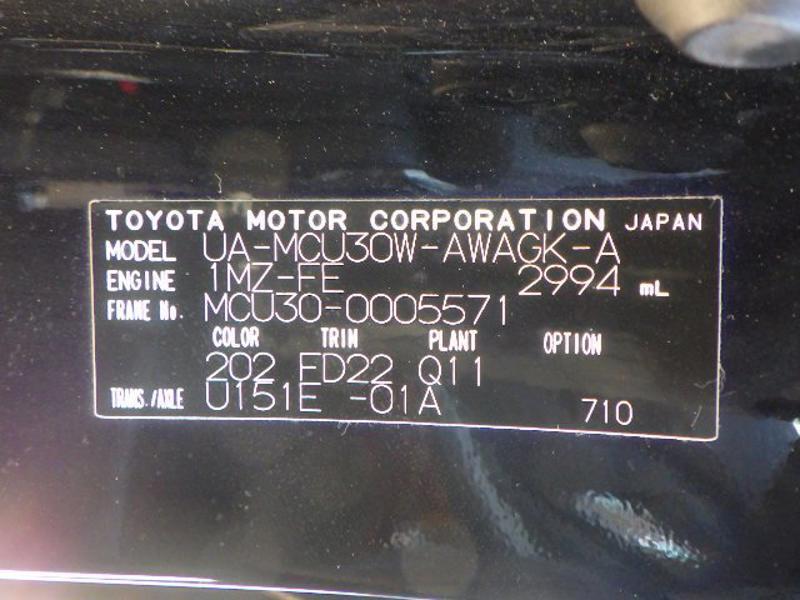 TOYOTA MOTOR CORPORATION JAPAN
MODEL UA-MCU30W-AWAGK-A
ENGINE 1MZ-FE 2994 mL
FRAME No. MCU30-0005571
COLOR TRIM PLANT OPTION
202 FD22 Q11
TRANS./AXLE U151E -01A 710